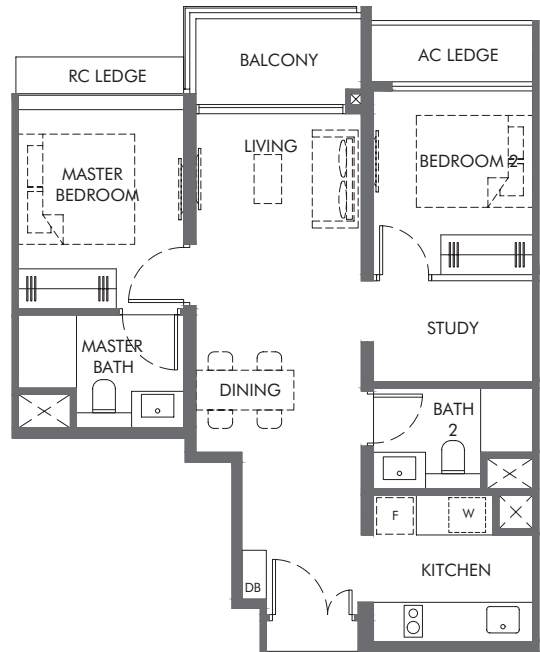 BALCONY
AC LEDGE
RC LEDGE
LIVING
BEDROOM 2
MASTER
BEDROOM
STUDY
MASTER
BATH
DINING
BATH
2
F
W
KITCHEN
DB